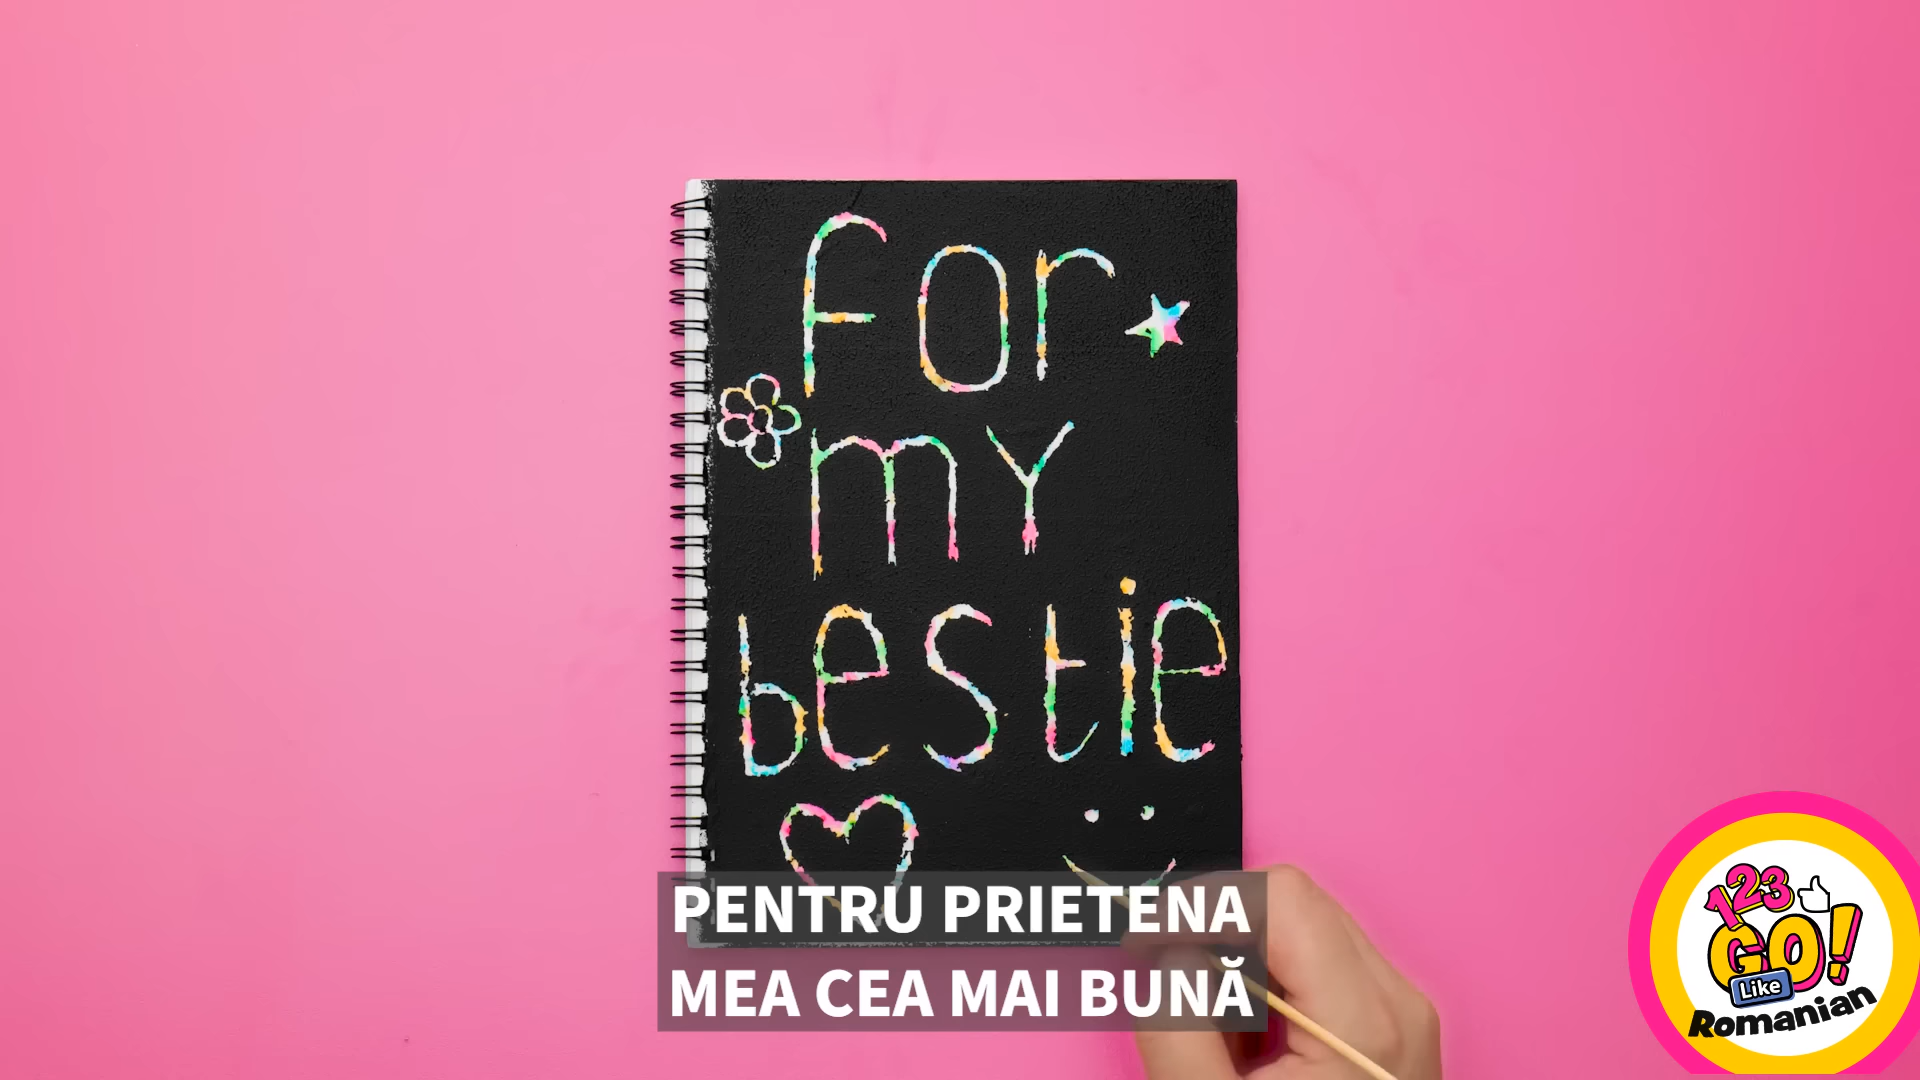 for
my
bestie
PENTRU PRIETENA
MEA CEA MAI BUNĂ
123
GO!
Like
Romanian